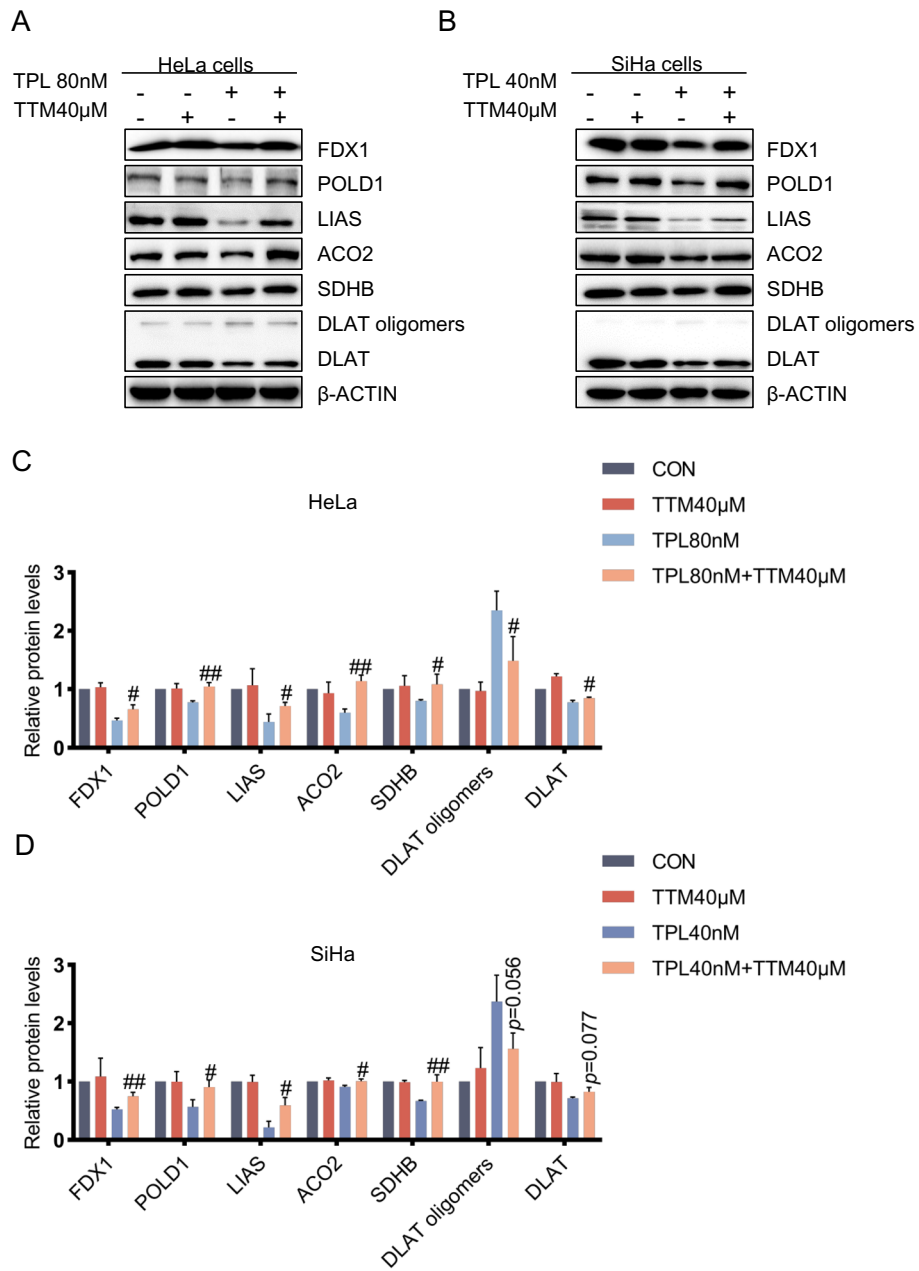 A
B
HeLa cells
TPL 80nM - - + +
TTM40μM - + - +
FDX1
POLD1
LIAS
ACO2
SDHB
DLAT oligomers
DLAT
β-ACTIN
SiHa cells
TPL 40nM - - + +
TTM40μM - + - +
FDX1
POLD1
LIAS
ACO2
SDHB
DLAT oligomers
DLAT
β-ACTIN
C
HeLa
CON
TTM40μM
TPL80nM
TPL80nM+TTM40μM
Relative protein levels
3
2
1
0
# ## # ## # # #
FDX1
POLD1
LIAS
ACO2
SDHB
DLAT oligomers
DLAT
D
SiHa
CON
TTM40μM
TPL40nM
TPL40nM+TTM40μM
Relative protein levels
3
2
1
0
## # # # ## p=0.056 p=0.077
FDX1
POLD1
LIAS
ACO2
SDHB
DLAT oligomers
DLAT